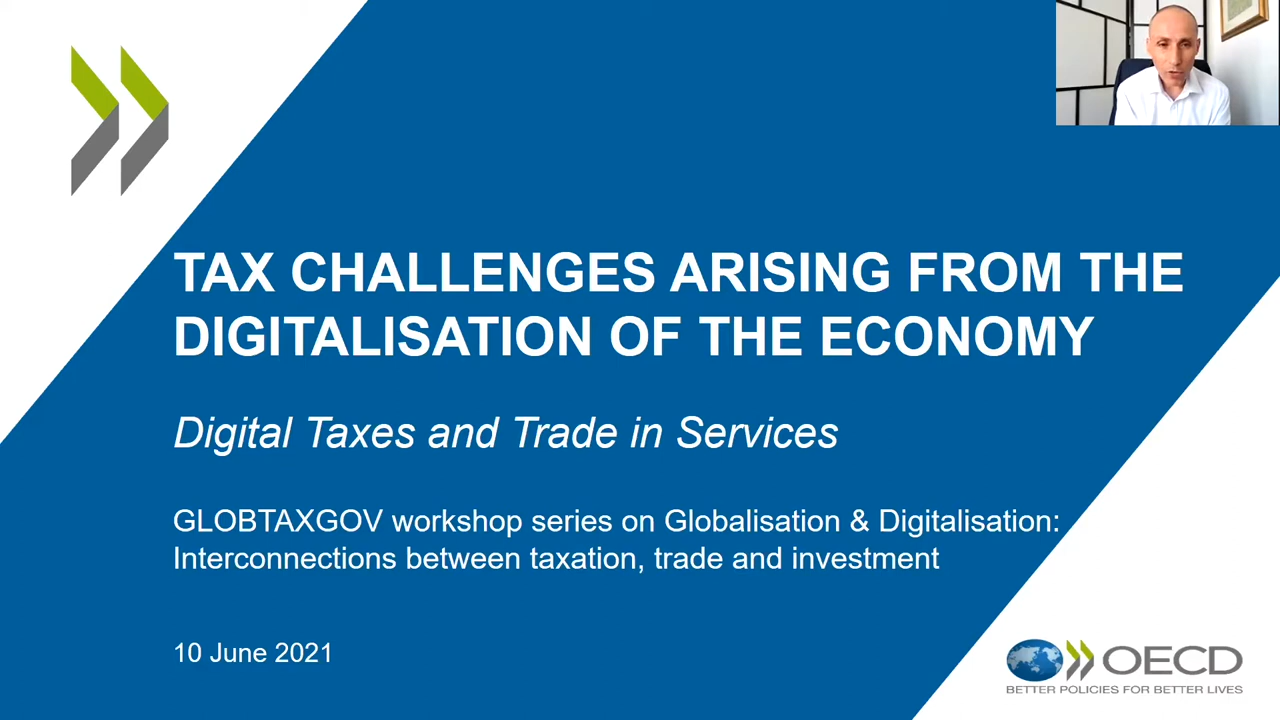 TAX CHALLENGES ARISING FROM THE
DIGITALISATION OF THE ECONOMY
Digital Taxes and Trade in Services
GLOBTAXGOV workshop series on Globalisation & Digitalisation:
Interconnections between taxation, trade and investment
10 June 2021
OECD
BETTER POLICIES FOR BETTER LIVES